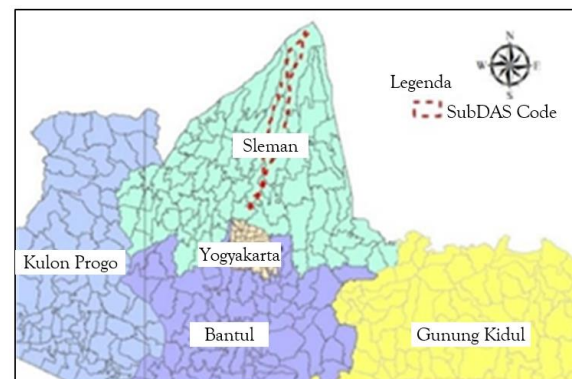 N
W E
S
Legenda
SubDAS Code
Sleman
Yogyakarta
Kulon Progo
Bantul
Gunung Kidul